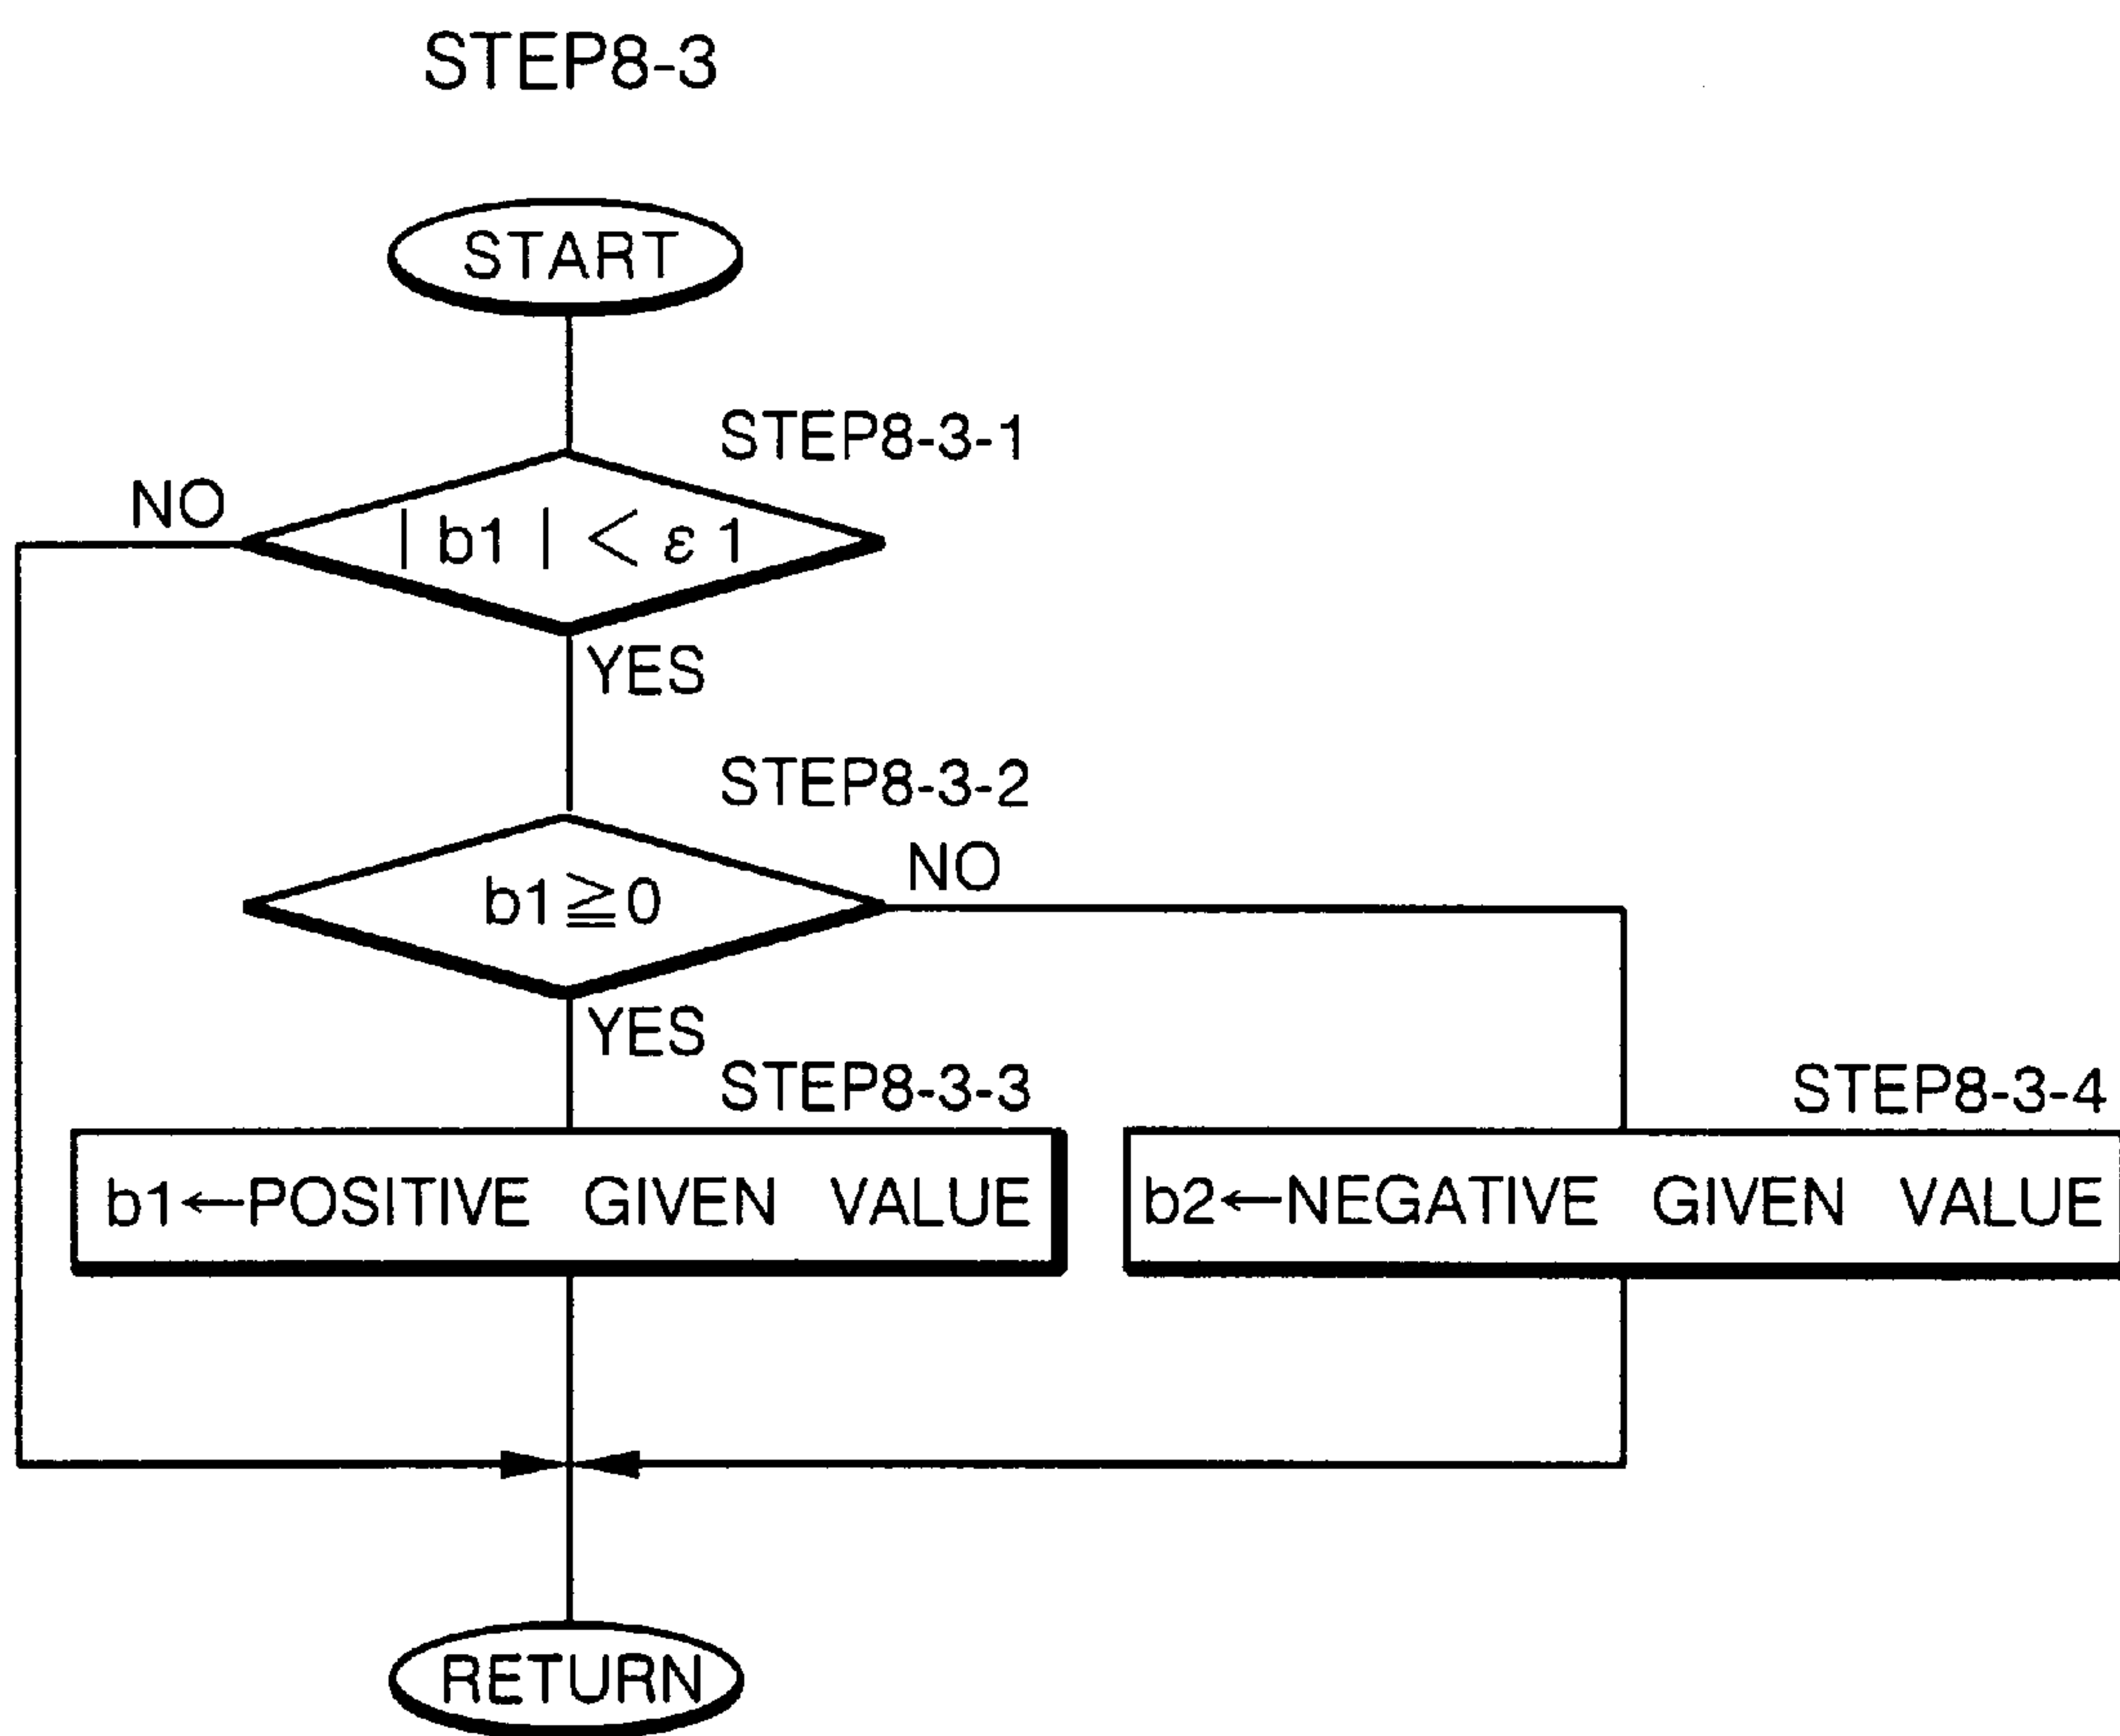 STEP8-3
START
STEP8-3-1
NO
| b1 | < ε 1
YES
STEP8-3-2
NO
b1≧0
YES
STEP8-3-3
STEP8-3-4
b1←POSITIVE GIVEN VALUE
b2←NEGATIVE GIVEN VALUE
RETURN